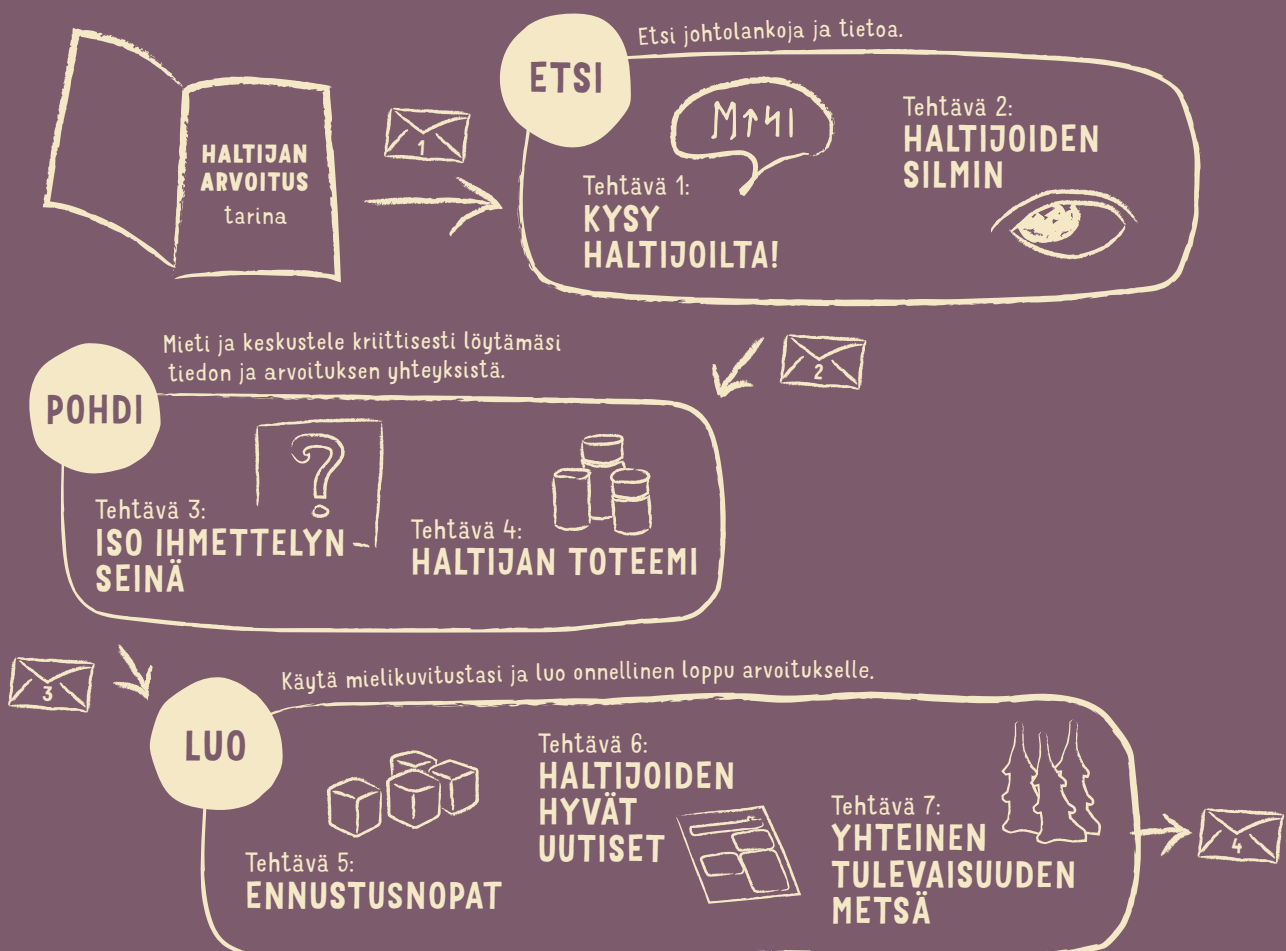 HALTIJAN
ARVOITUS
tarina
1
ETSI
Etsi johtolankoja ja tietoa.
Tehtävä 1:
KYSY
HALTIJOILTA!
Tehtävä 2:
HALTIJOIDEN
SILMIN
2
POHDI
Mieti ja keskustele kriittisesti löytämäsi
tiedon ja arvoituksen yhteyksistä.
Tehtävä 3:
ISO IHMETTELYN
SEINÄ
Tehtävä 4:
HALTIJAN TOTEEMI
3
LUO
Käytä mielikuvitustasi ja luo onnellinen loppu arvoitukselle.
Tehtävä 5:
ENNUSTUSNOPAT
Tehtävä 6:
HALTIJOIDEN
HYVÄT
UUTISET
Tehtävä 7:
YHTEINEN
TULEVAISUUDEN
METSÄ
4